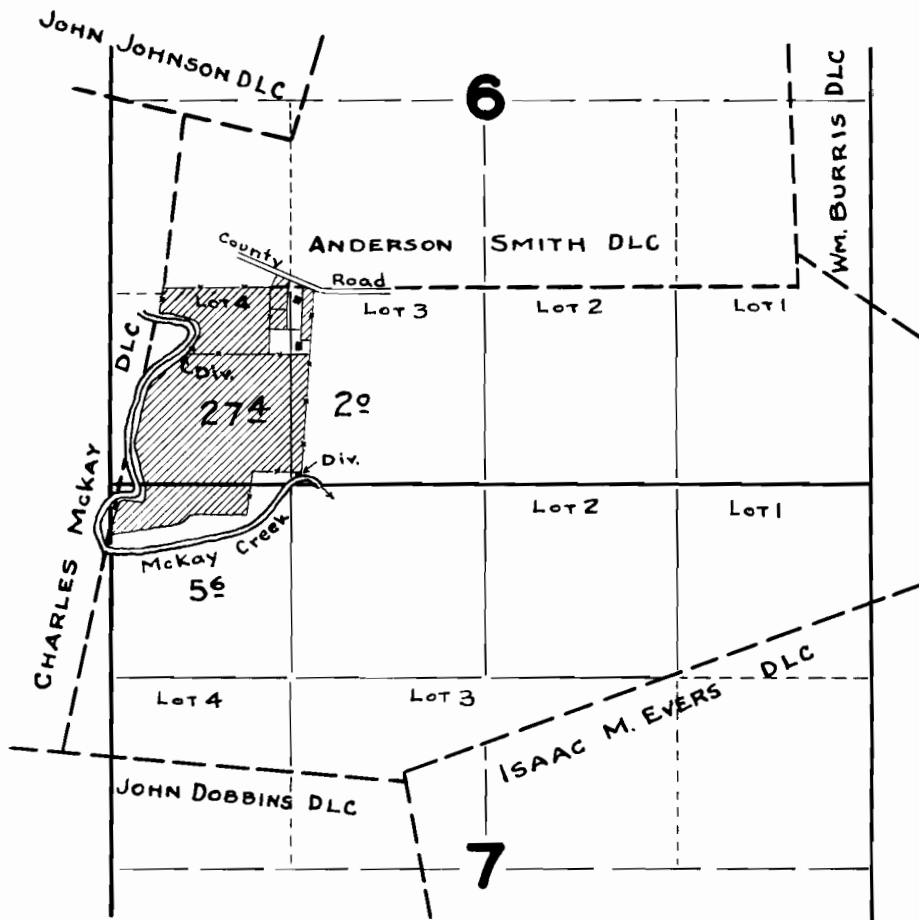 JOHN JOHNSON DLC
6
WM. BURRIS DLC
County Road
ANDERSON SMITH DLC
LOT 4
LOT 3
LOT 2
LOT 1
DLC
Div.
27.4
2.0
Div.
CHARLES McKAY
LOT 2
LOT 1
McKay Creek
5.6
LOT 4
LOT 3
ISAAC M. EVERS DLC
JOHN DOBBINS DLC
7